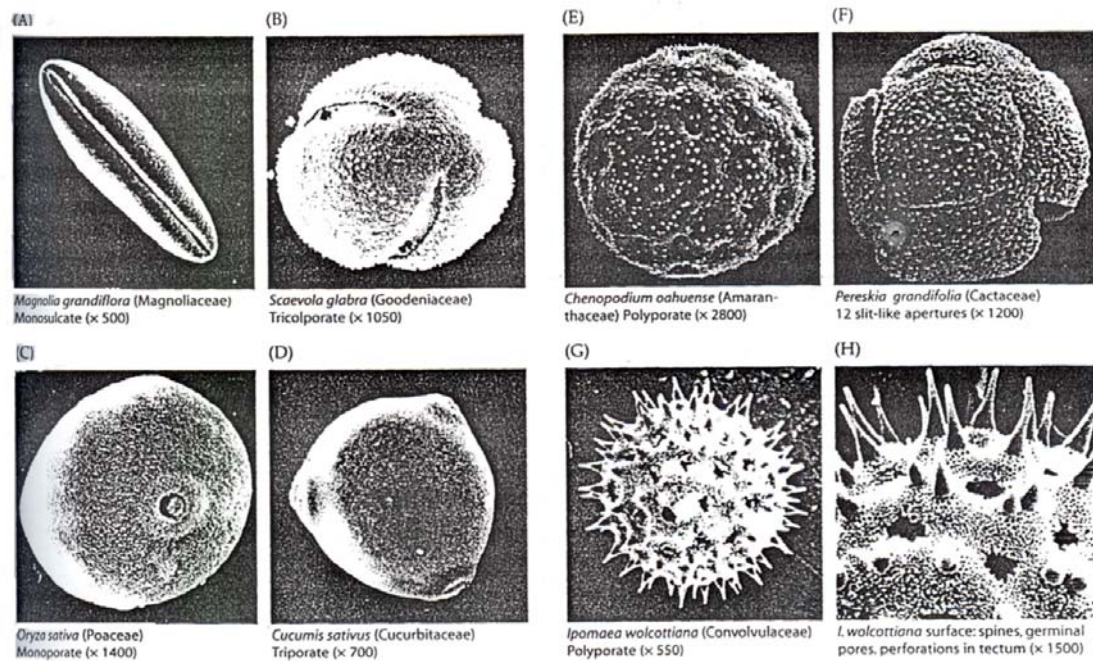 (A)
Magnolia grandiflora (Magnoliaceae)
Monosulcate (× 500)
(B)
Scaevola glabra (Goodeniaceae)
Tricolporate (× 1050)
(C)
Oryza sativa (Poaceae)
Monoporate (× 1400)
(D)
Cucumis sativus (Cucurbitaceae)
Triporate (× 700)
(E)
Chenopodium oahuense (Amaran-
thaceae) Polyporate (× 2800)
(F)
Pereskia grandifolia (Cactaceae)
12 slit-like apertures (× 1200)
(G)
Ipomaea wolcottiana (Convolvulaceae)
Polyporate (× 550)
(H)
I. wolcottiana surface: spines, germinal
pores, perforations in tectum (× 1500)